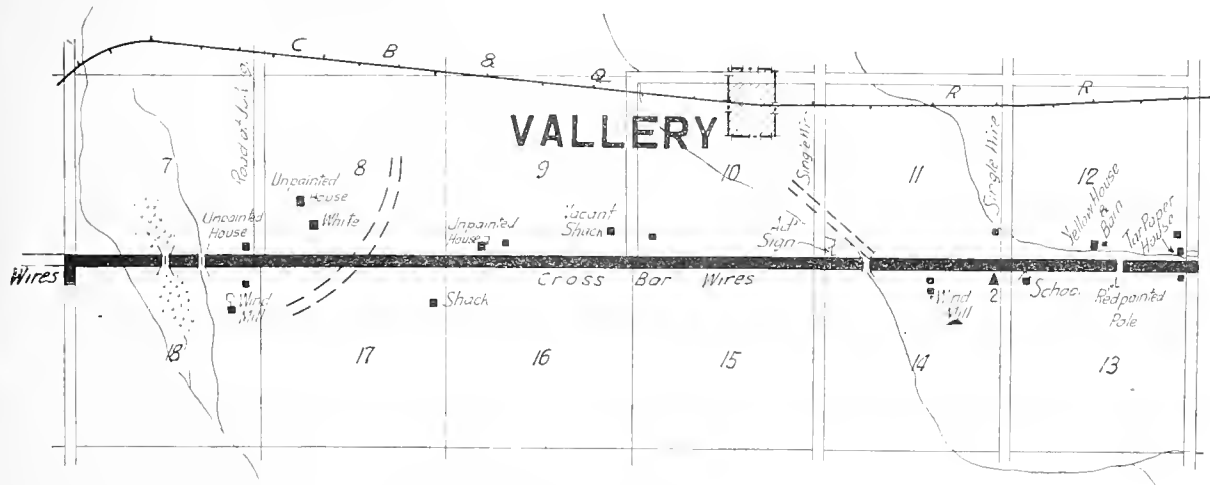 C B & Q R R
VALLERY
7
8
9
10
11
12
Single Wire
Single Wire
Unpainted
House
White
Unpainted
House
Unpainted
House
Vacant
Shack
Sign
Yellow House
&
Barn
Tar Paper
House
Wires
Cross Bar Wires
Wind
Mill
Shack
Wind
Mill
2
School
Red painted
Pole
18
17
16
15
14
13